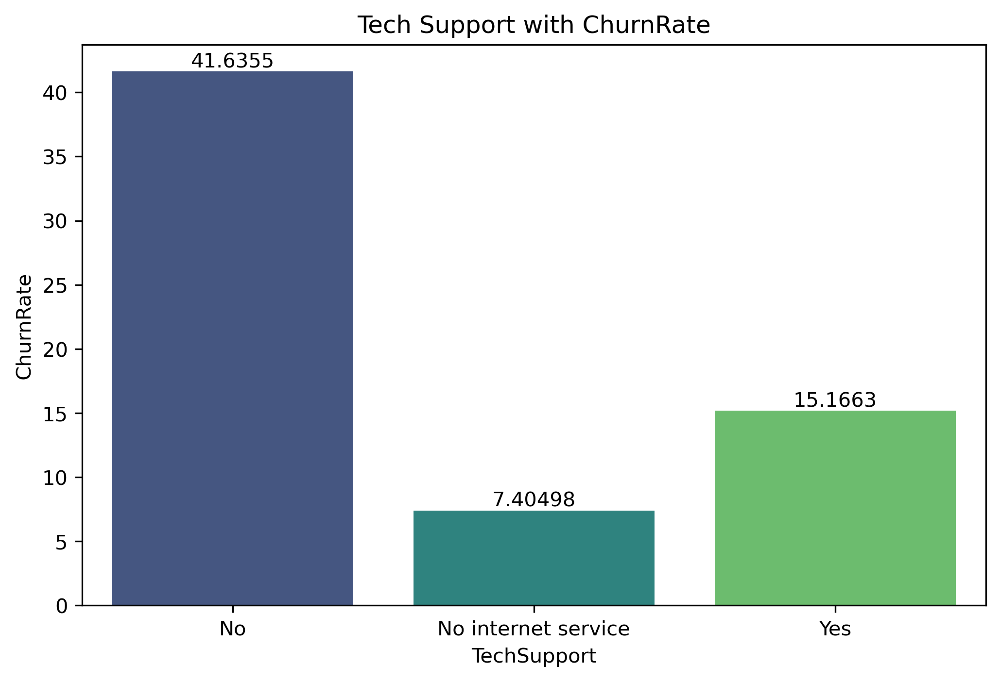 Tech Support with ChurnRate
41.6355
40
35
30
25
20
15
10
5
0
ChurnRate
7.40498
15.1663
No
No internet service
Yes
TechSupport